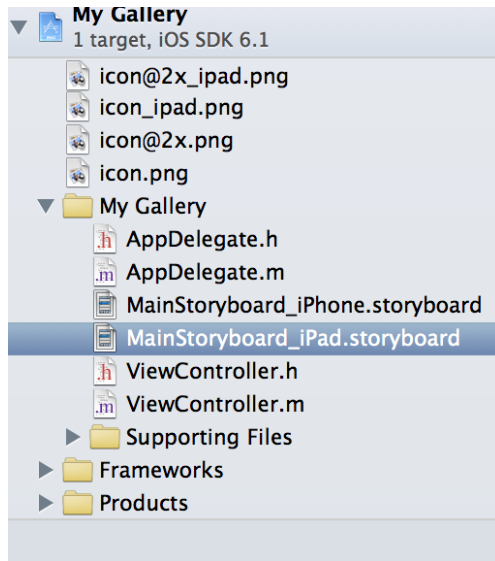 My Gallery
1 target, iOS SDK 6.1
icon@2x_ipad.png
icon_ipad.png
icon@2x.png
icon.png
My Gallery
h AppDelegate.h
.m AppDelegate.m
MainStoryboard_iPhone.storyboard
MainStoryboard_iPad.storyboard
h ViewController.h
.m ViewController.m
Supporting Files
Frameworks
Products